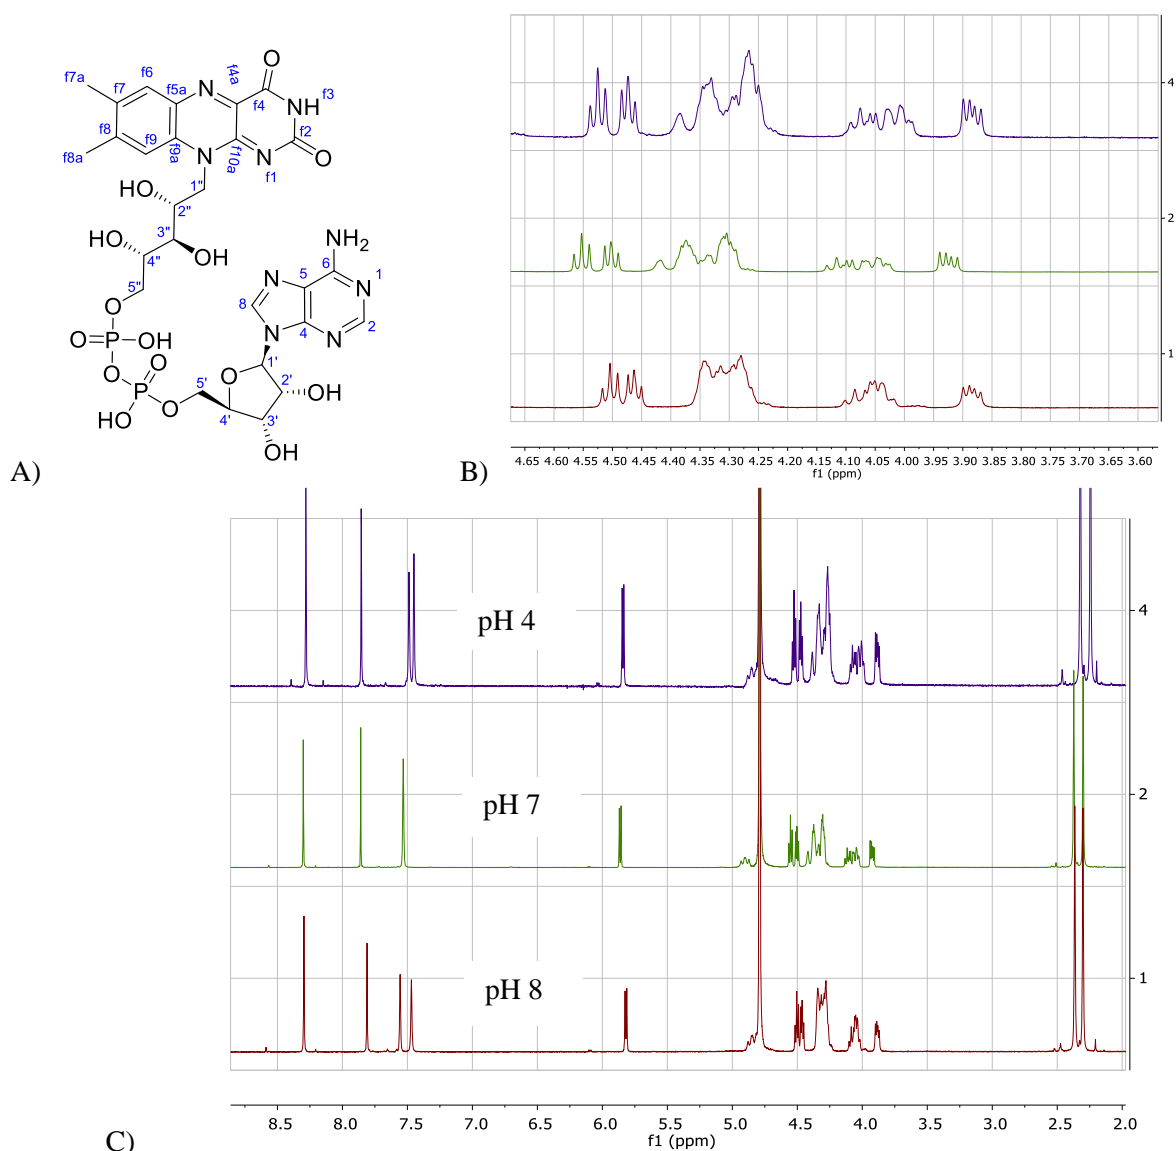 O
f4a
f7a
f6
N
f4
f3
f7
f5a
NH
f8
f9
f2
f9a
N
f10a
N
O
f8a
f1
1''
HO
2''
HO
3''
OH
4''
NH2
5''
6
5
1
N
N
O
8
O
O
P
OH
N
4
N
2
O
P
1'
5'
O
2'
HO
O
OH
4'
3'
OH
A)
4
2
1
4.65 4.60 4.55 4.50 4.45 4.40 4.35 4.30 4.25 4.20 4.15 4.10 4.05 4.00 3.95 3.90 3.85 3.80 3.75 3.70 3.65 3.60
f1 (ppm)
B)
pH 4
4
pH 7
2
pH 8
1
8.5 8.0 7.5 7.0 6.5 6.0 5.5 5.0 4.5 4.0 3.5 3.0 2.5 2.0
f1 (ppm)
C)